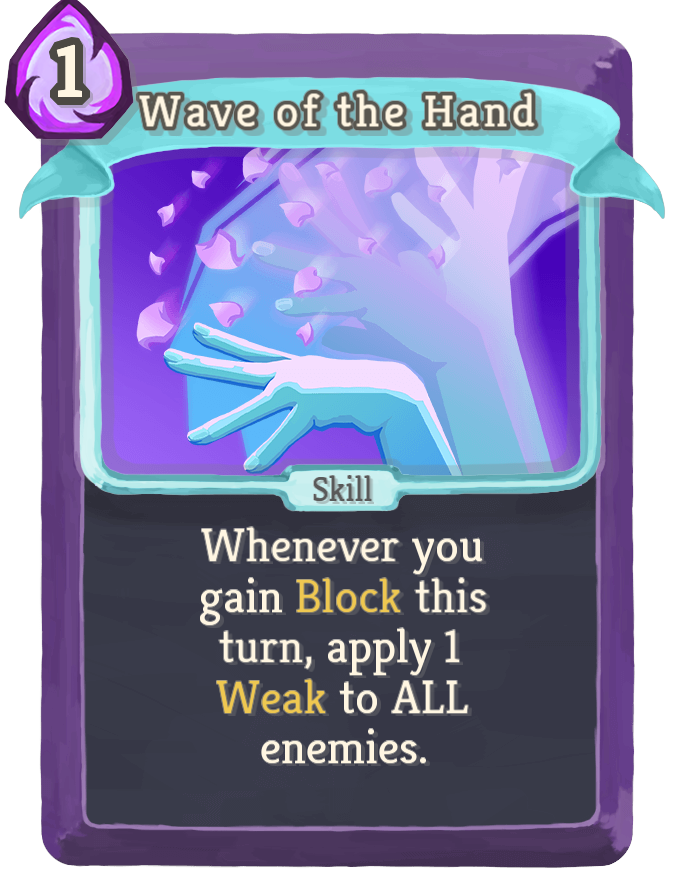 1
Wave of the Hand
Skill
Whenever you
gain Block this
turn, apply 1
Weak to ALL
enemies.